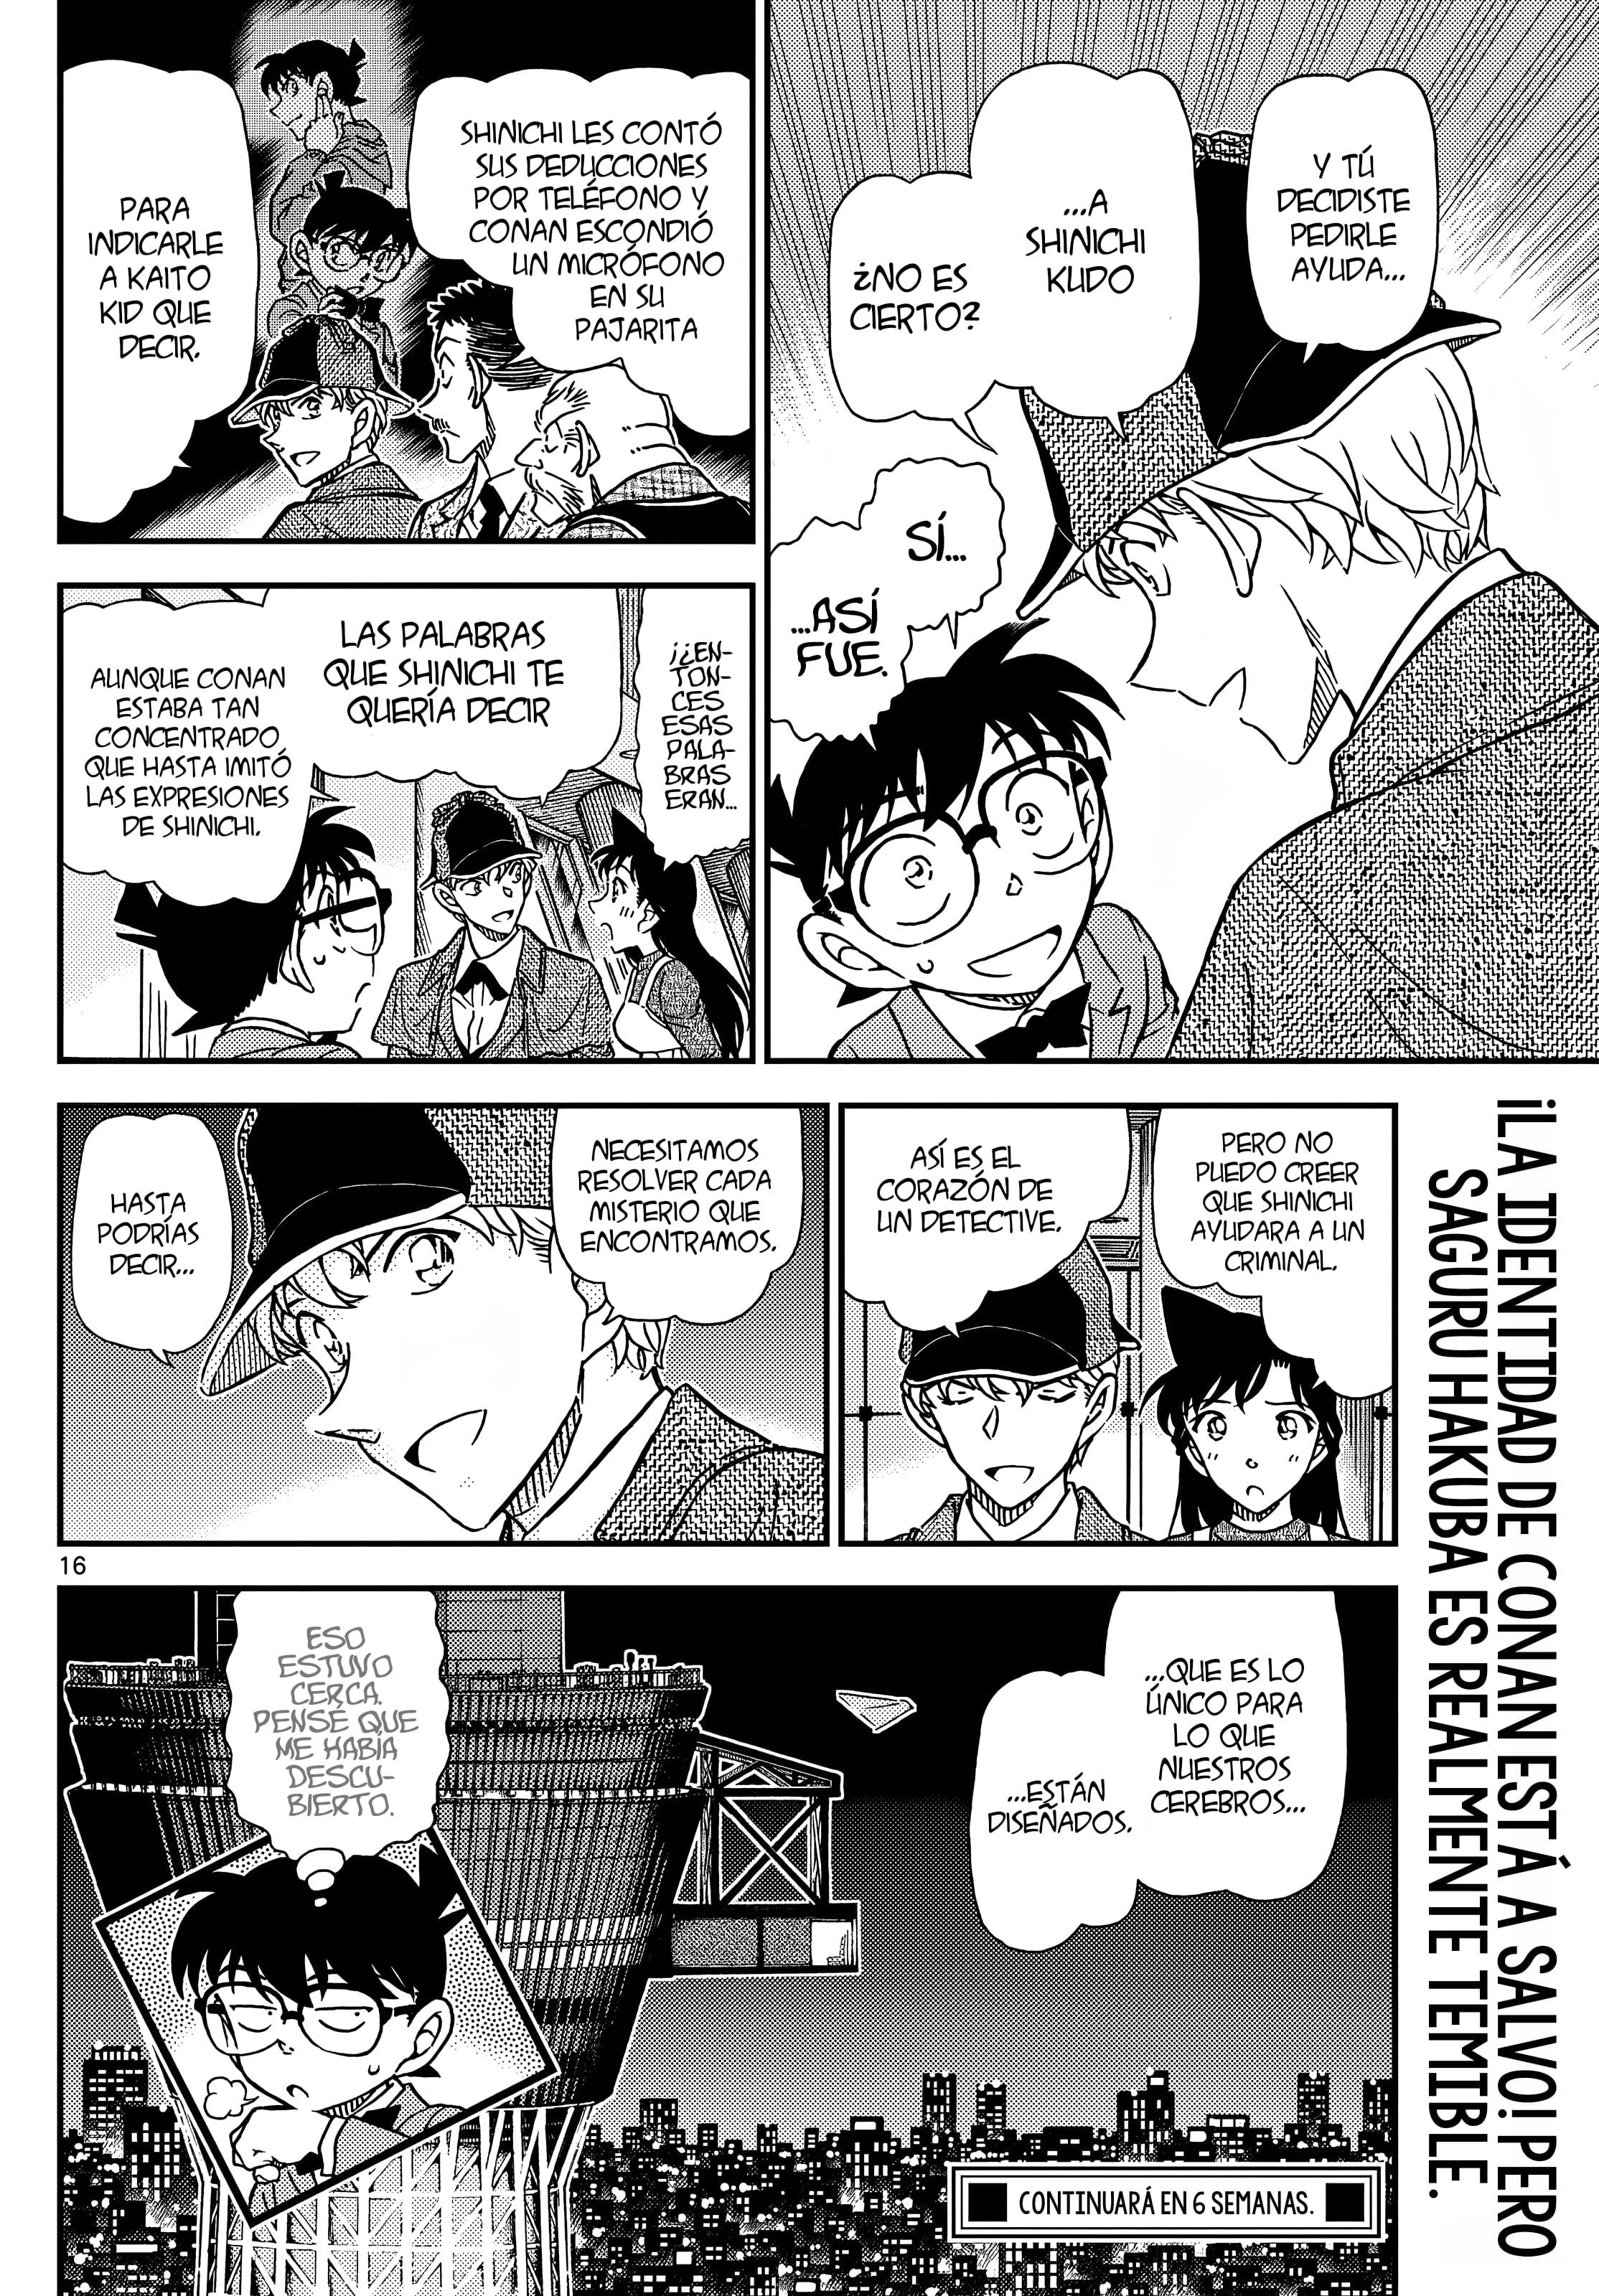 Y TÚ
DECIDISTE
PEDIRLE
AYUDA...
...A
SHINICHI
KUDO
¿NO ES
CIERTO?
SÍ...
...ASÍ
FUE.
SHINICHI LES CONTÓ
SUS DEDUCCIONES
POR TELÉFONO Y
CONAN ESCONDIÓ
UN MICRÓFONO
EN SU
PAJARITA
PARA
INDICARLE
A KAITO
KID QUE
DECIR.
¡¿EN-
TON-
CES
ESAS
PALA-
BRAS
ERAN...
LAS PALABRAS
QUE SHINICHI TE
QUERÍA DECIR
AUNQUE CONAN
ESTABA TAN
CONCENTRADO
QUE HASTA IMITÓ
LAS EXPRESIONES
DE SHINICHI.
PERO NO
PUEDO CREER
QUE SHINICHI
AYUDARA A UN
CRIMINAL.
ASÍ ES EL
CORAZÓN DE
UN DETECTIVE.
NECESITAMOS
RESOLVER CADA
MISTERIO QUE
ENCONTRAMOS.
HASTA
PODRÍAS
DECIR...
16
...QUE ES LO
ÚNICO PARA
LO QUE
NUESTROS
CEREBROS...
...ESTÁN
DISEÑADOS.
ESO
ESTUVO
CERCA.
PENSÉ QUE
ME HABÍA
DESCU-
BIERTO.
CONTINUARÁ EN 6 SEMANAS.
¡LA IDENTIDAD DE CONAN ESTÁ A SALVO! PERO
SAGURU HAKUBA ES REALMENTE TEMIBLE.